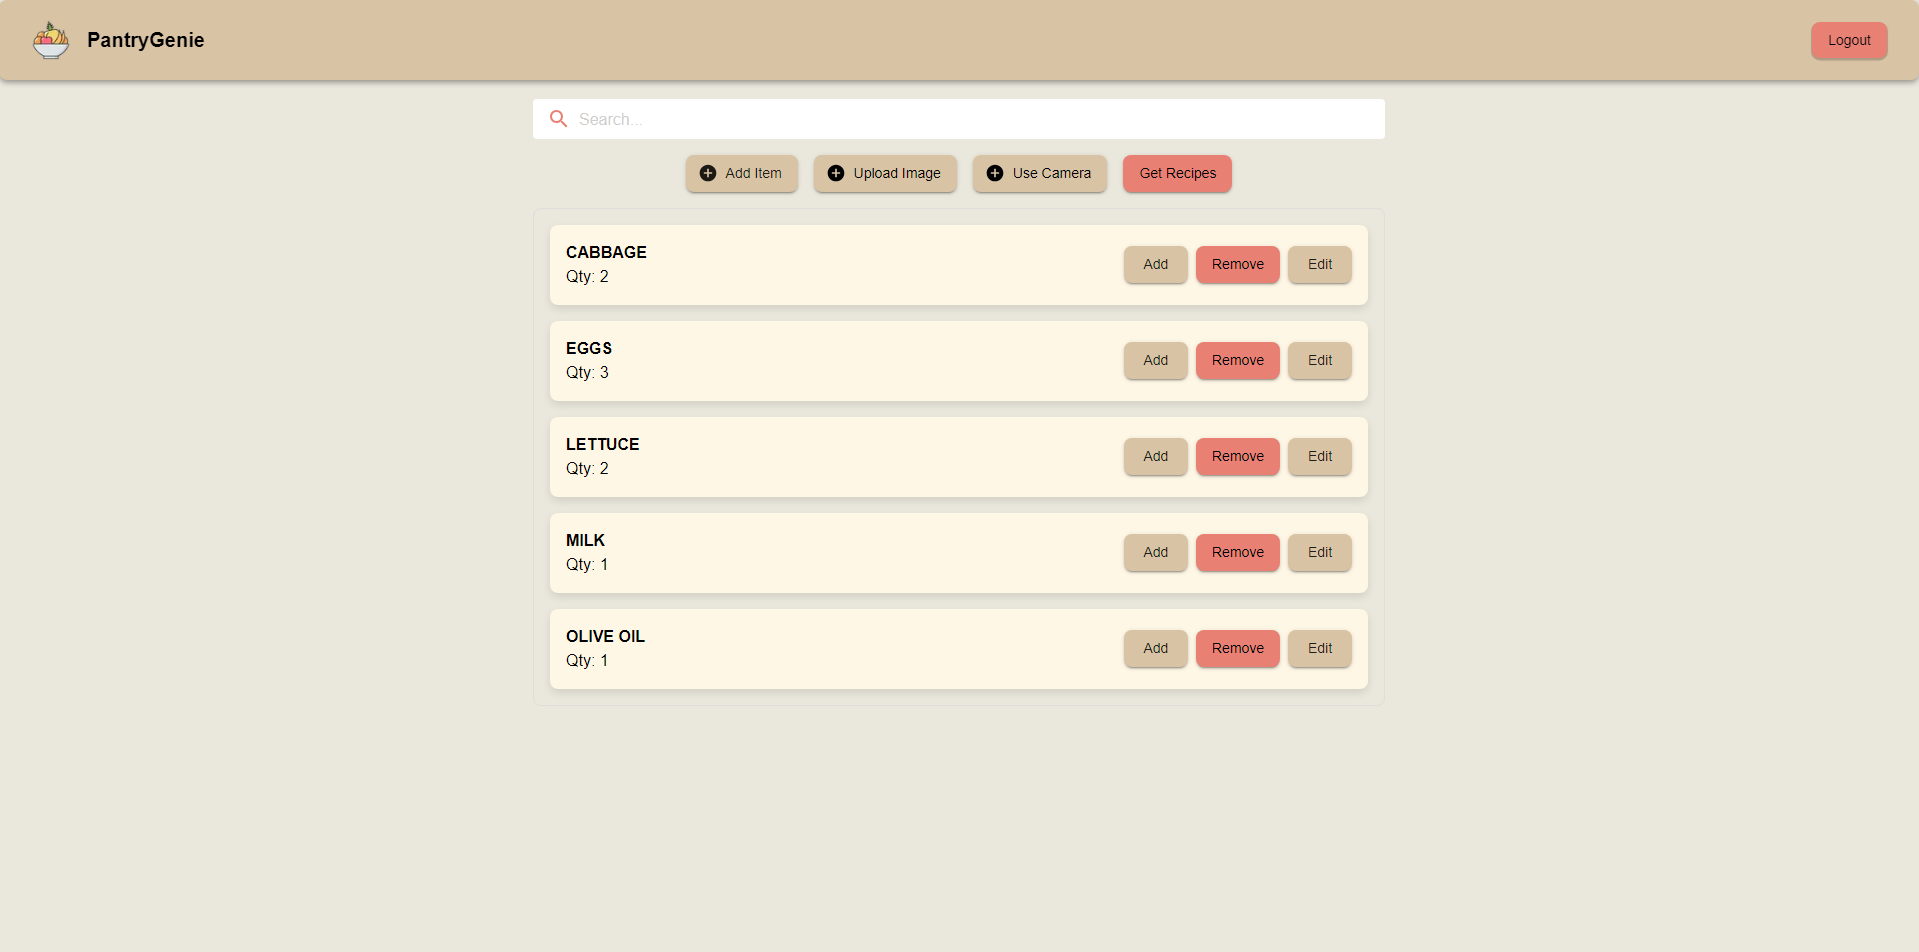 PantryGenie
Logout
Search...
Add Item Upload Image Use Camera Get Recipes
CABBAGE
Qty: 2
Add Remove Edit
EGGS
Qty: 3
Add Remove Edit
LETTUCE
Qty: 2
Add Remove Edit
MILK
Qty: 1
Add Remove Edit
OLIVE OIL
Qty: 1
Add Remove Edit